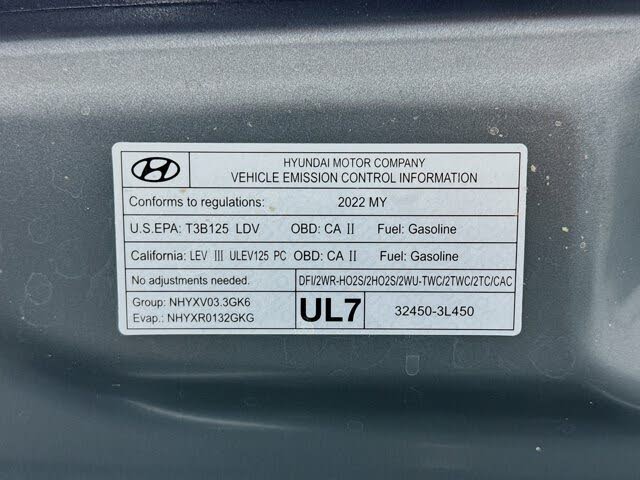 HYUNDAI MOTOR COMPANY
VEHICLE EMISSION CONTROL INFORMATION
Conforms to regulations: 2022 MY
U.S.EPA: T3B125 LDV OBD: CA II Fuel: Gasoline
California: LEV III ULEV125 PC OBD: CA II Fuel: Gasoline
No adjustments needed. DFI/2WR-HO2S/2HO2S/2WU-TWC/2TWC/2TC/CAC
Group: NHYXV03.3GK6
Evap.: NHYXR0132GKG
UL7
32450-3L450